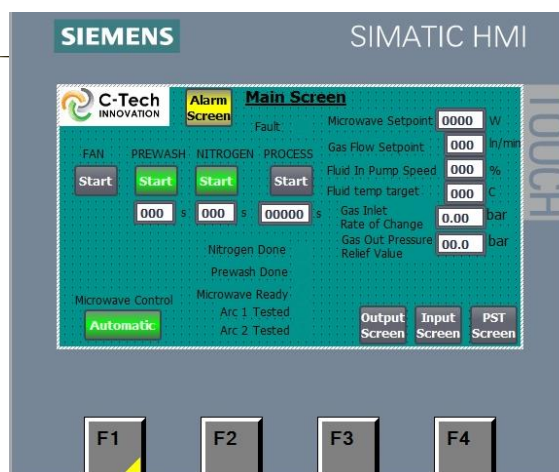 SIEMENS
SIMATIC HMI
TOUCH
C-Tech
INNOVATION
Alarm
Screen
Main Screen
Fault
Microwave Setpoint 0000 W
Gas Flow Setpoint 000 ln/min
Fluid In Pump Speed 000 %
Fluid temp target 000 C
Gas Inlet
Rate of Change 0.00 bar
Gas Out Pressure
Relief Value 00.0 bar
FAN PREWASH NITROGEN PROCESS
Start Start Start Start
000 s 000 s 00000 s
Nitrogen Done
Prewash Done
Microwave Ready
Arc 1 Tested
Arc 2 Tested
Microwave Control
Automatic
Output
Screen
Input
Screen
PST
Screen
F1 F2 F3 F4